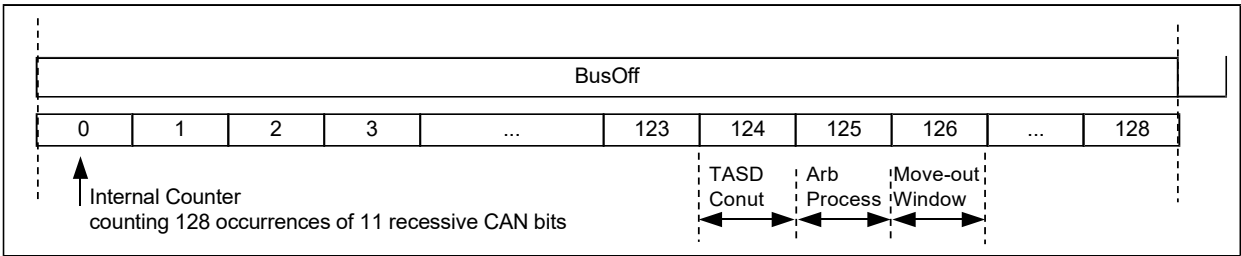 BusOff
0 1 2 3 ... 123 124 125 126 ... 128
Internal Counter
counting 128 occurrences of 11 recessive CAN bits
TASD
Conut
Arb
Process
Move-out
Window